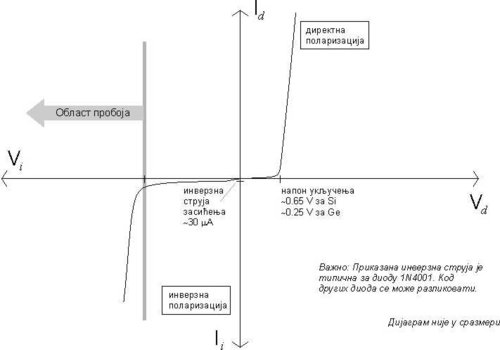 I d
директна
поларизација
Област пробоја
V i
V d
инверзна
струја
засићења
~30 μA
напон укључења
~0.65 V за Si
~0.25 V за Ge
Важно: Приказана инверзна струја је
типична за диоду 1N4001. Код
других диода се може разликовати.
инверзна
поларизација
Дијаграм није у сразмери
I i